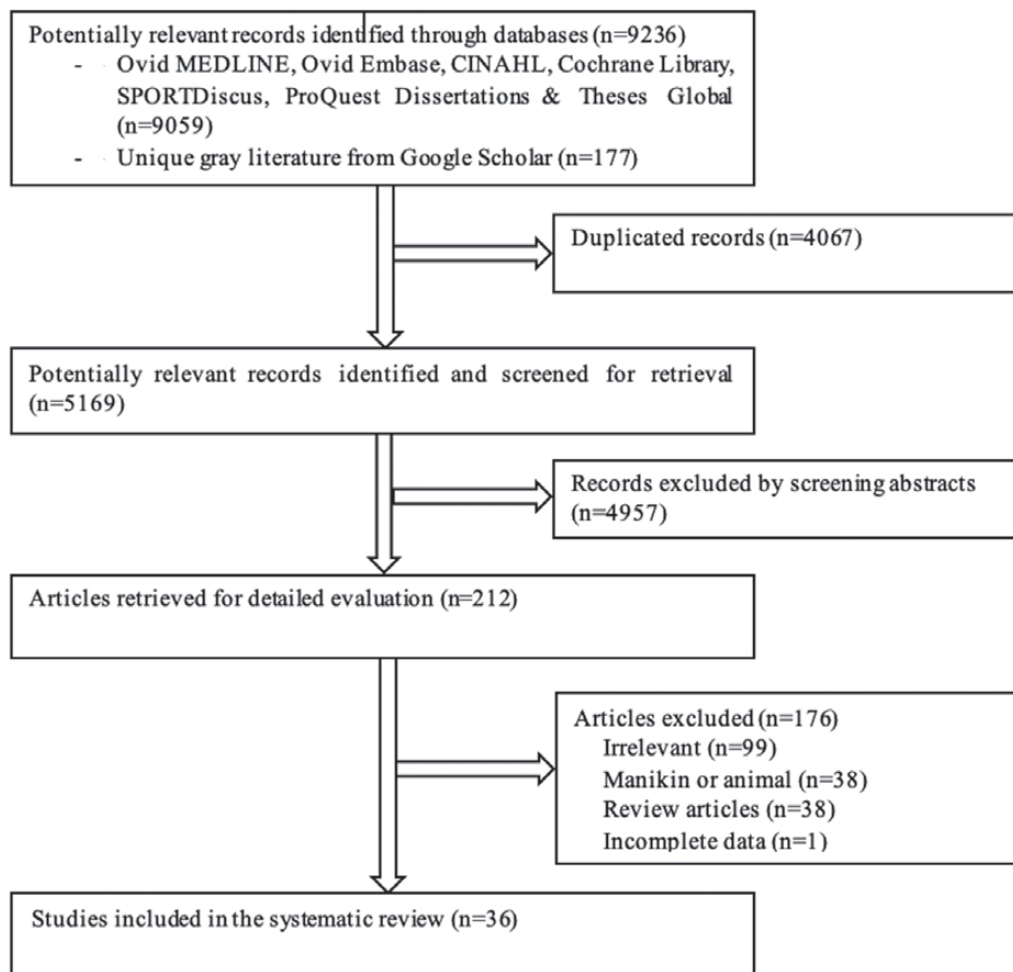 Potentially relevant records identified through databases (n=9236)
- Ovid MEDLINE, Ovid Embase, CINAHL, Cochrane Library,
SPORTDiscus, ProQuest Dissertations & Theses Global
(n=9059)
- Unique gray literature from Google Scholar (n=177)
Duplicated records (n=4067)
Potentially relevant records identified and screened for retrieval
(n=5169)
Records excluded by screening abstracts
(n=4957)
Articles retrieved for detailed evaluation (n=212)
Articles excluded (n=176)
Irrelevant (n=99)
Manikin or animal (n=38)
Review articles (n=38)
Incomplete data (n=1)
Studies included in the systematic review (n=36)